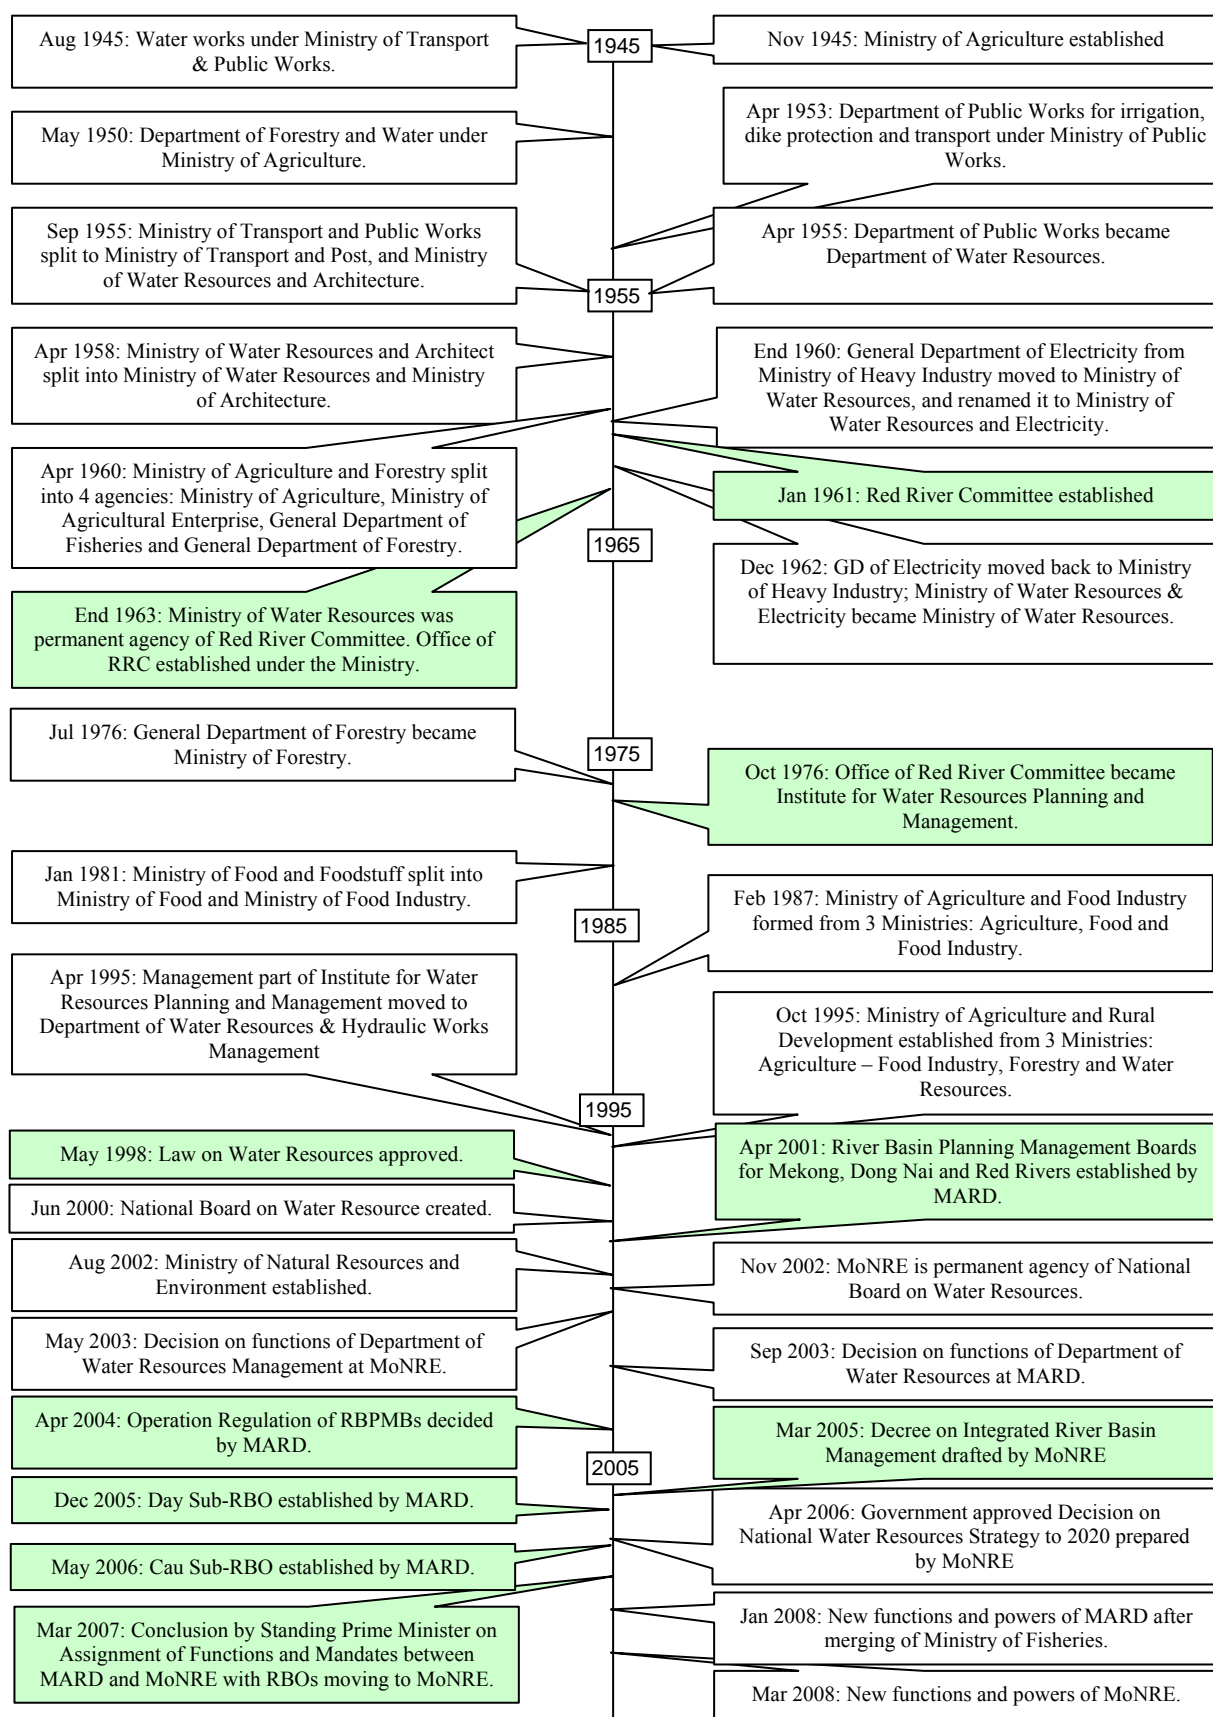 Aug 1945: Water works under Ministry of Transport
& Public Works.
1945
Nov 1945: Ministry of Agriculture established
Apr 1953: Department of Public Works for irrigation,
dike protection and transport under Ministry of Public
Works.
May 1950: Department of Forestry and Water under
Ministry of Agriculture.
Sep 1955: Ministry of Transport and Public Works
split to Ministry of Transport and Post, and Ministry
of Water Resources and Architecture.
Apr 1955: Department of Public Works became
Department of Water Resources.
1955
Apr 1958: Ministry of Water Resources and Architect
split into Ministry of Water Resources and Ministry
of Architecture.
End 1960: General Department of Electricity from
Ministry of Heavy Industry moved to Ministry of
Water Resources, and renamed it to Ministry of
Water Resources and Electricity.
Apr 1960: Ministry of Agriculture and Forestry split
into 4 agencies: Ministry of Agriculture, Ministry of
Agricultural Enterprise, General Department of
Fisheries and General Department of Forestry.
Jan 1961: Red River Committee established
1965
Dec 1962: GD of Electricity moved back to Ministry
of Heavy Industry; Ministry of Water Resources &
Electricity became Ministry of Water Resources.
End 1963: Ministry of Water Resources was
permanent agency of Red River Committee. Office of
RRC established under the Ministry.
Jul 1976: General Department of Forestry became
Ministry of Forestry.
1975
Oct 1976: Office of Red River Committee became
Institute for Water Resources Planning and
Management.
Jan 1981: Ministry of Food and Foodstuff split into
Ministry of Food and Ministry of Food Industry.
Feb 1987: Ministry of Agriculture and Food Industry
formed from 3 Ministries: Agriculture, Food and
Food Industry.
1985
Apr 1995: Management part of Institute for Water
Resources Planning and Management moved to
Department of Water Resources & Hydraulic Works
Management
Oct 1995: Ministry of Agriculture and Rural
Development established from 3 Ministries:
Agriculture – Food Industry, Forestry and Water
Resources.
1995
May 1998: Law on Water Resources approved.
Apr 2001: River Basin Planning Management Boards
for Mekong, Dong Nai and Red Rivers established by
MARD.
Jun 2000: National Board on Water Resource created.
Aug 2002: Ministry of Natural Resources and
Environment established.
Nov 2002: MoNRE is permanent agency of National
Board on Water Resources.
May 2003: Decision on functions of Department of
Water Resources Management at MoNRE.
Sep 2003: Decision on functions of Department of
Water Resources at MARD.
Apr 2004: Operation Regulation of RBPMBs decided
by MARD.
Mar 2005: Decree on Integrated River Basin
Management drafted by MoNRE
2005
Dec 2005: Day Sub-RBO established by MARD.
Apr 2006: Government approved Decision on
National Water Resources Strategy to 2020 prepared
by MoNRE
May 2006: Cau Sub-RBO established by MARD.
Mar 2007: Conclusion by Standing Prime Minister on
Assignment of Functions and Mandates between
MARD and MoNRE with RBOs moving to MoNRE.
Jan 2008: New functions and powers of MARD after
merging of Ministry of Fisheries.
Mar 2008: New functions and powers of MoNRE.